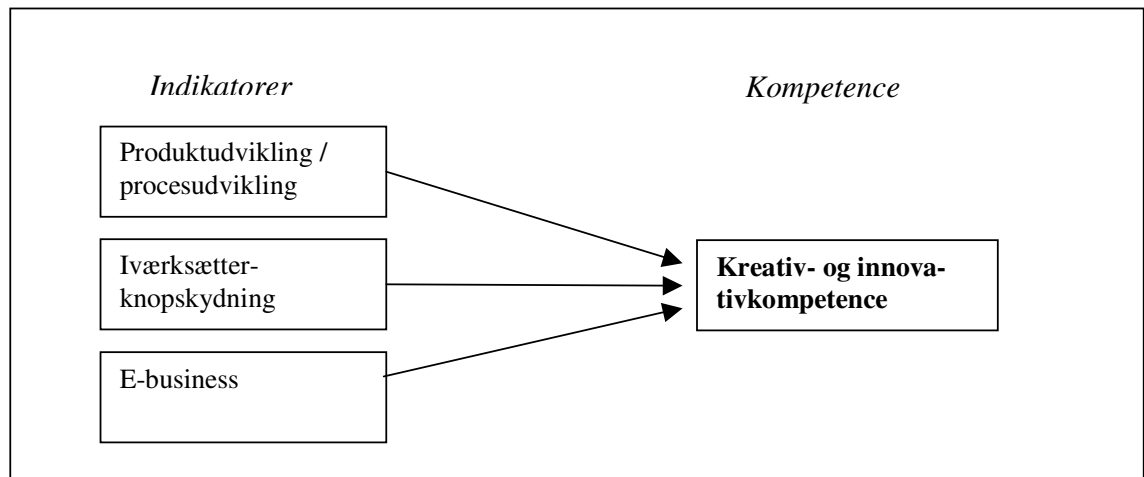 Indikatorer
Kompetence
Produktudvikling /
procesudvikling
Iværksætter-
knopskydning
E-business
Kreativ- og innova-
tivkompetence